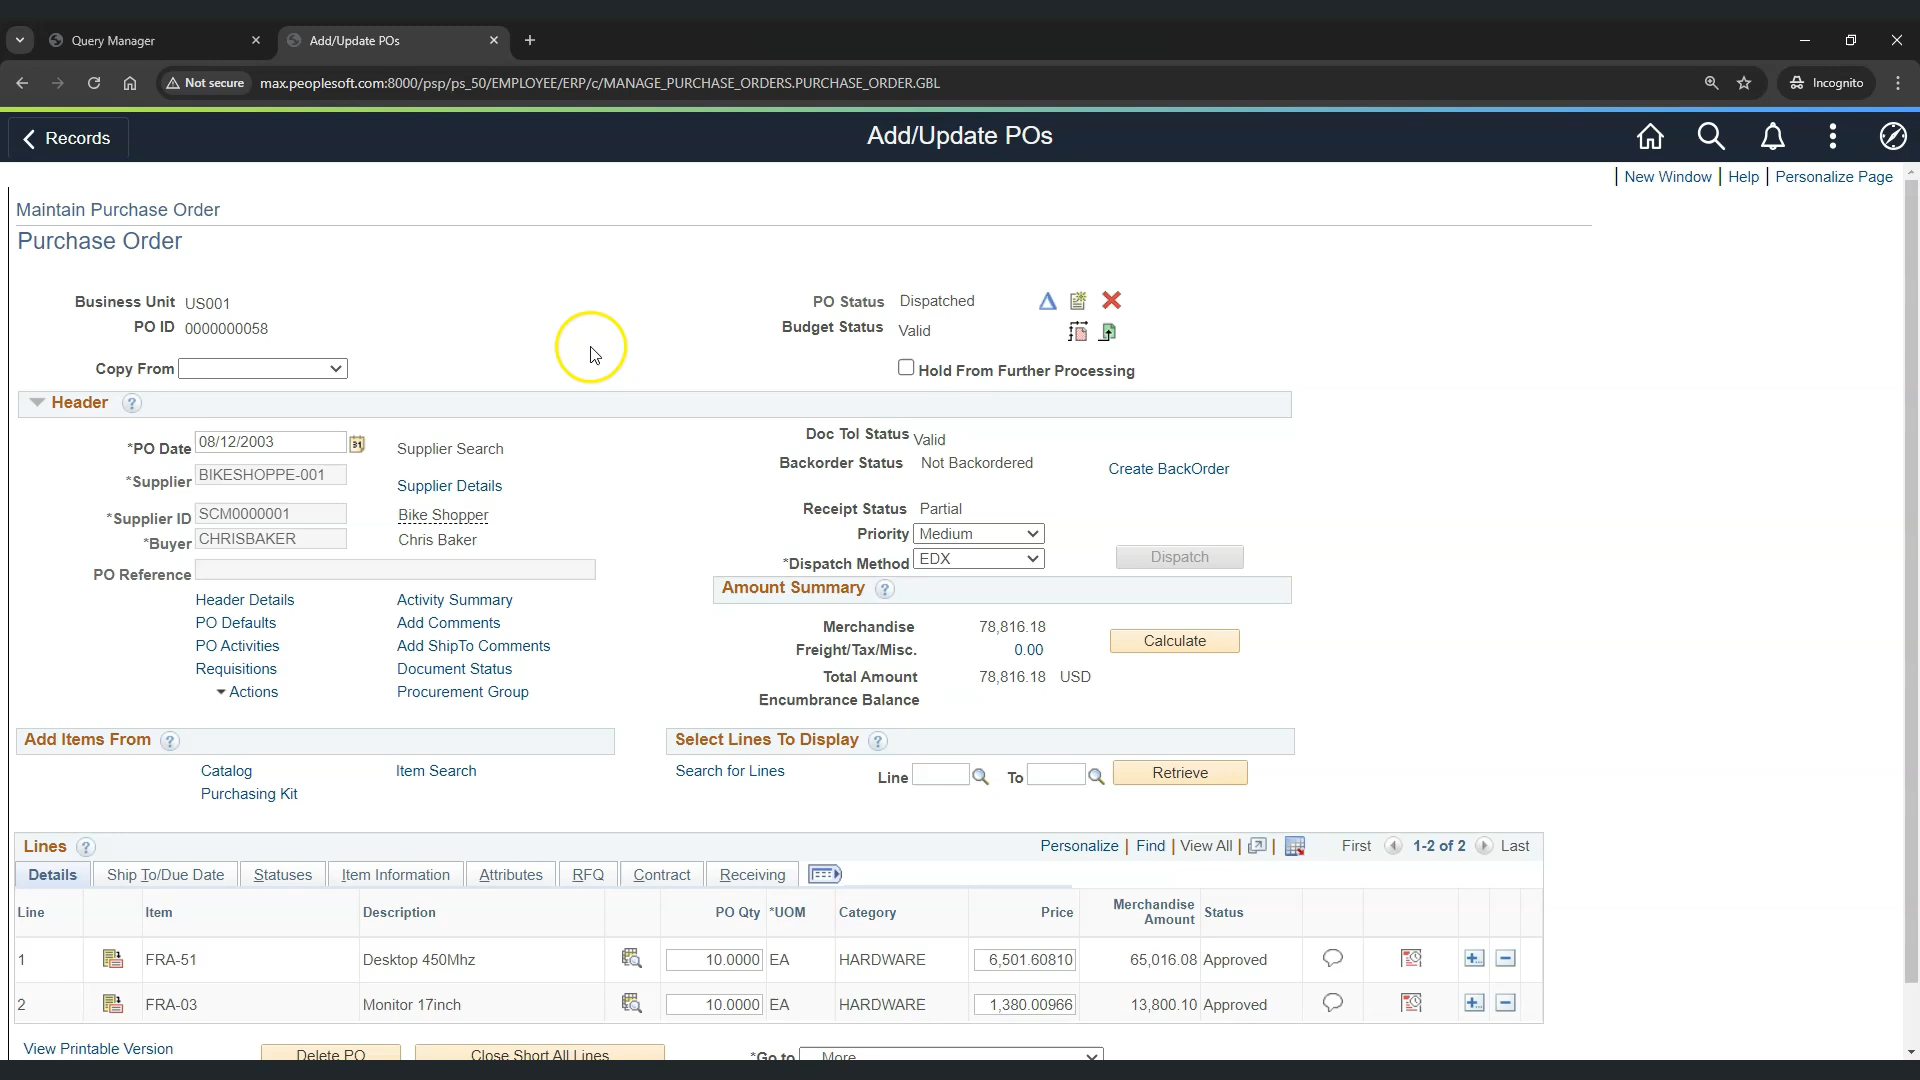 Query Manager
Add/Update POs
Not secure
max.peoplesoft.com:8000/psp/ps_50/EMPLOYEE/ERP/c/MANAGE_PURCHASE_ORDERS.PURCHASE_ORDER.GBL
Incognito
Records
Add/Update POs
New Window | Help | Personalize Page
Maintain Purchase Order
Purchase Order
Business Unit US001
PO Status Dispatched
PO ID 0000000058
Budget Status Valid
Copy From
Hold From Further Processing
Header
*PO Date 08/12/2003
31
Supplier Search
Doc Tol Status Valid
*Supplier BIKESHOPPE-001
Supplier Details
Backorder Status Not Backordered
Create BackOrder
*Supplier ID SCM0000001
Bike Shopper
Receipt Status Partial
*Buyer CHRISBAKER
Chris Baker
Priority Medium
*Dispatch Method EDX
Dispatch
PO Reference
Amount Summary
Header Details
Activity Summary
PO Defaults
Add Comments
Merchandise 78,816.18
PO Activities
Add ShipTo Comments
Calculate
Freight/Tax/Misc. 0.00
Requisitions
Document Status
Total Amount 78,816.18 USD
Actions
Procurement Group
Encumbrance Balance
Add Items From
Select Lines To Display
Catalog
Item Search
Search for Lines
Line
To
Retrieve
Purchasing Kit
Lines
Personalize | Find | View All | |
First 1-2 of 2 Last
Details
Ship To/Due Date
Statuses
Item Information
Attributes
RFQ
Contract
Receiving
Line Item Description PO Qty *UOM Category Price Merchandise Amount Status
1 FRA-51 Desktop 450Mhz 10.0000 EA HARDWARE 6,501.60810 65,016.08 Approved
2 FRA-03 Monitor 17inch 10.0000 EA HARDWARE 1,380.00966 13,800.10 Approved
View Printable Version
Delete PO
Close Short All Lines
*Go to
More